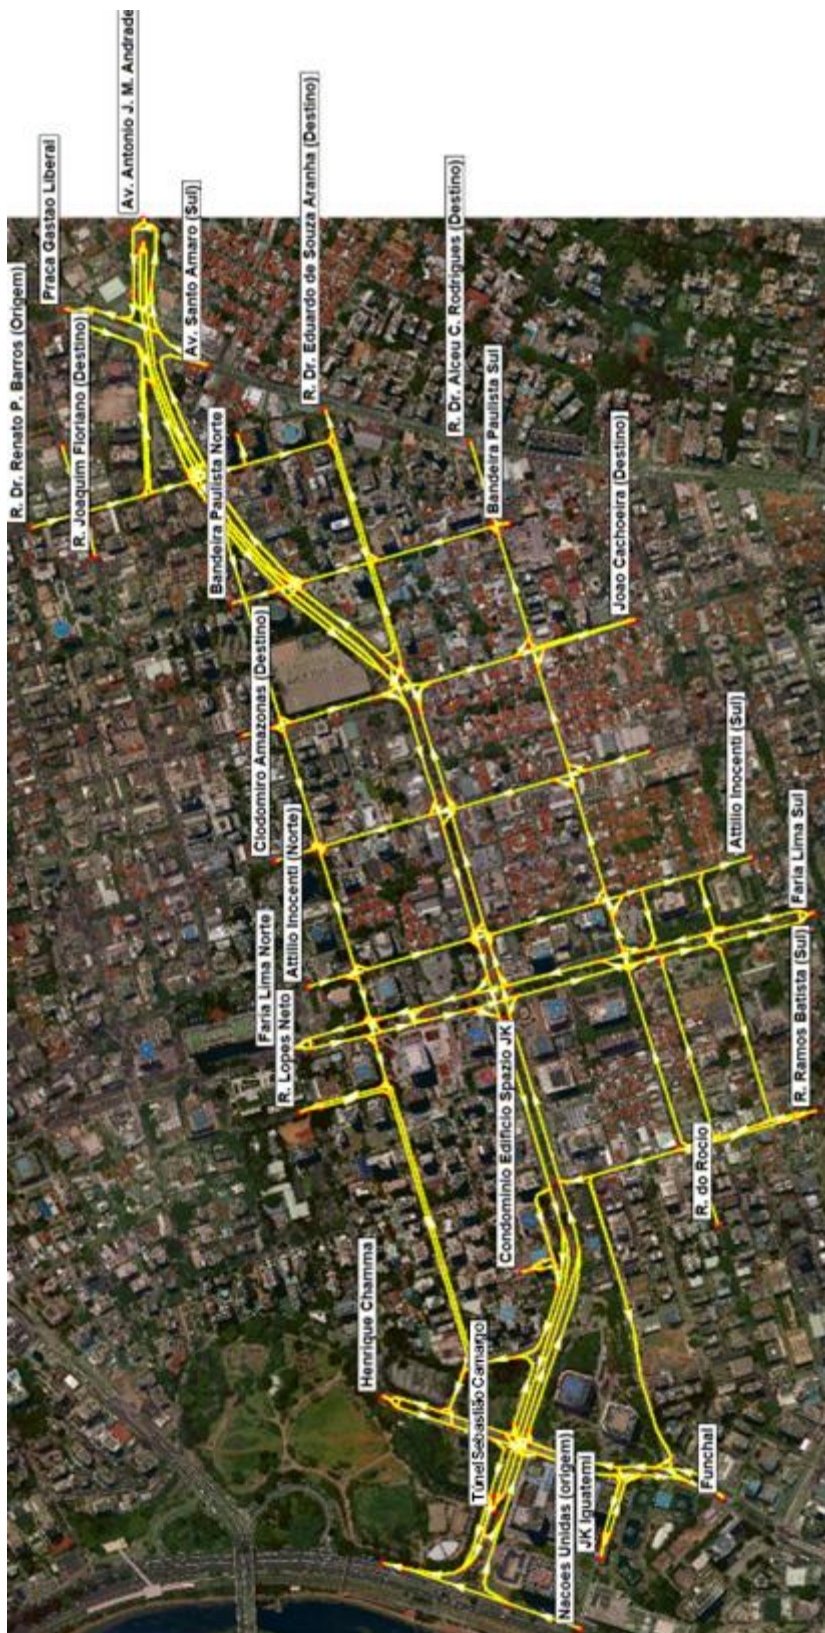 Av. Antonio J. M. Andrade
Praca Gastao Liberal
Av. Santo Amaro (Sul)
R. Dr. Renato P. Barros (Origem)
R. Joaquim Floriano (Destino)
R. Dr. Eduardo de Souza Aranha (Destino)
Bandeira Paulista Norte
R. Dr. Alceu C. Rodrigues (Destino)
Bandeira Paulista Sul
Joao Cachoeira (Destino)
Clodomiro Amazonas (Destino)
Attilio Inocenti (Sul)
Attilio Inocenti (Norte)
Faria Lima Sul
Faria Lima Norte
R. Lopes Neto
R. Ramos Batista (Sul)
Condominio Edificio Spazio JK
R. do Rocio
Henrique Chamma
TúnelSebastião Camargo
Funchal
Nacoes Unidas (origem)
JK Iguatemi